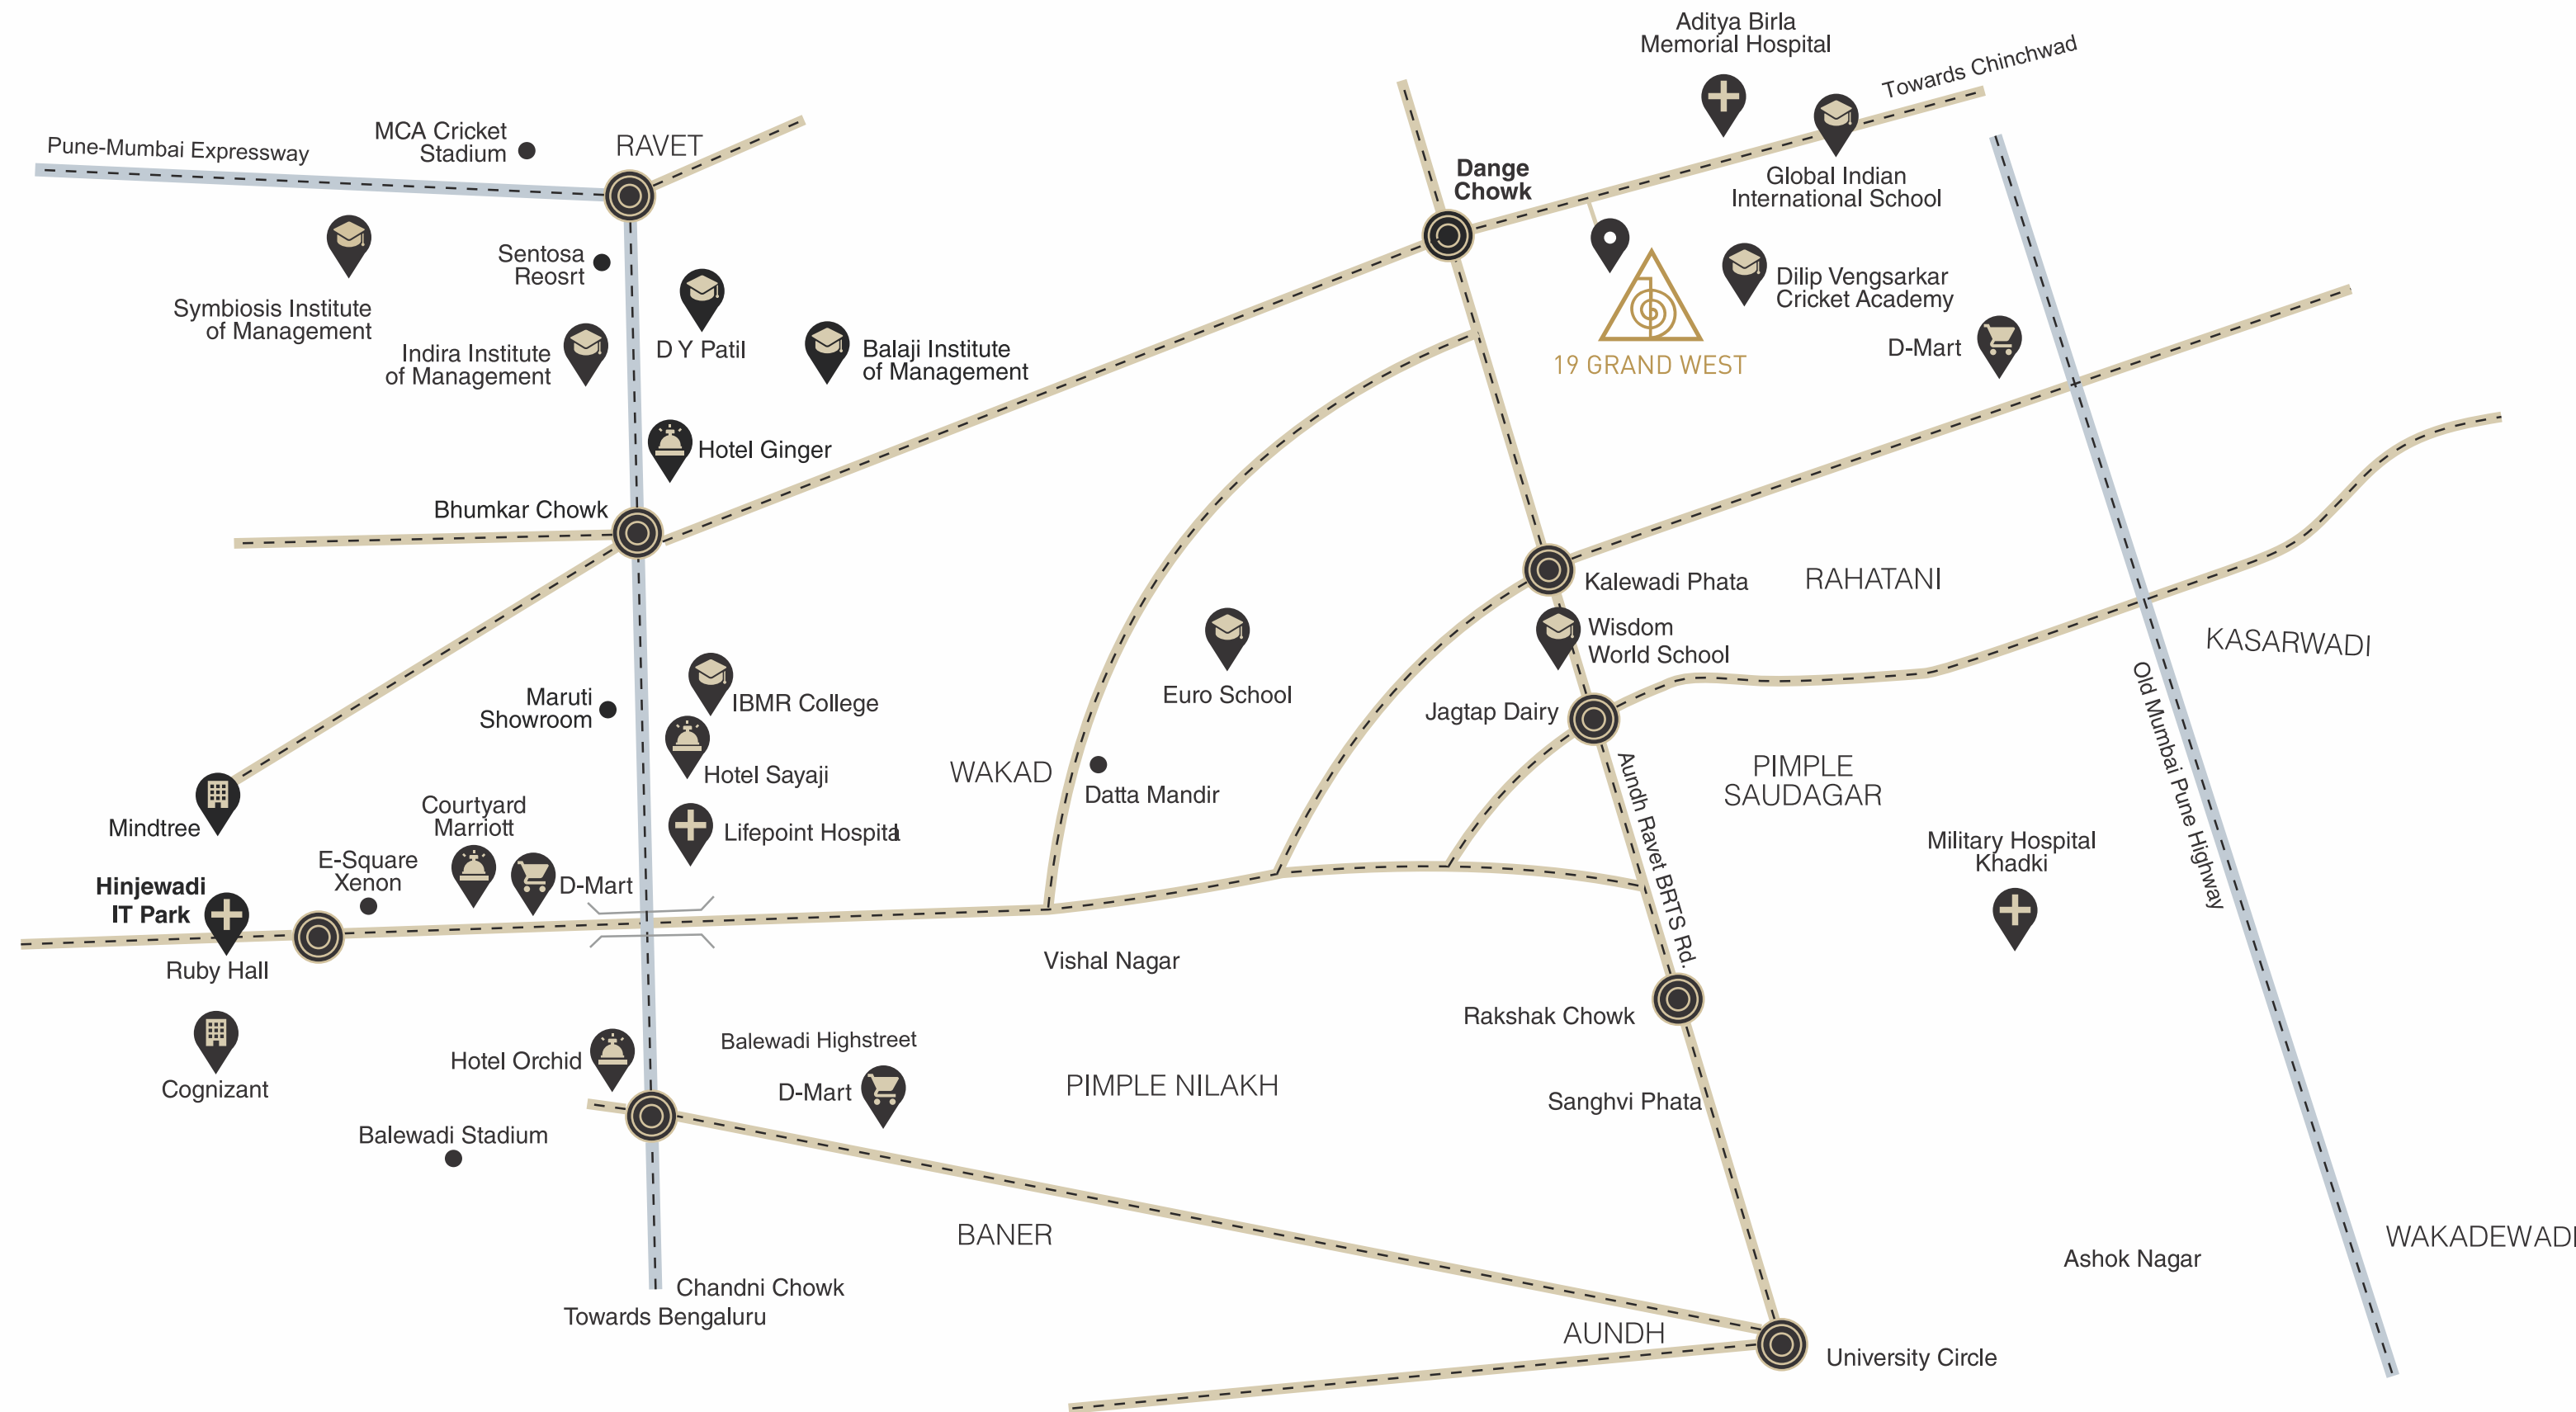 Aditya Birla
Memorial Hospital
Towards Chinchwad
Pune-Mumbai Expressway
MCA Cricket
Stadium
RAVET
Dange
Chowk
Global Indian
International School
Sentosa
Reosrt
Symbiosis Institute
of Management
Indira Institute
of Management
D Y Patil
Balaji Institute
of Management
Dilip Vengsarkar
Cricket Academy
19 GRAND WEST
D-Mart
Hotel Ginger
Bhumkar Chowk
Kalewadi Phata
RAHATANI
Wisdom
World School
KASARWADI
Maruti
Showroom
IBMR College
Euro School
Jagtap Dairy
Hotel Sayaji
WAKAD
Datta Mandir
PIMPLE
SAUDAGAR
Old Mumbai Pune Highway
Aundh Ravet BRTS Rd.
Mindtree
Courtyard
Marriott
Lifepoint Hospital
Military Hospital
Khadki
E-Square
Xenon
D-Mart
Hinjewadi
IT Park
Ruby Hall
Vishal Nagar
Rakshak Chowk
Cognizant
Hotel Orchid
Balewadi Highstreet
D-Mart
PIMPLE NILAKH
Sanghvi Phata
Balewadi Stadium
BANER
Ashok Nagar
WAKADEWADI
Chandni Chowk
Towards Bengaluru
AUNDH
University Circle